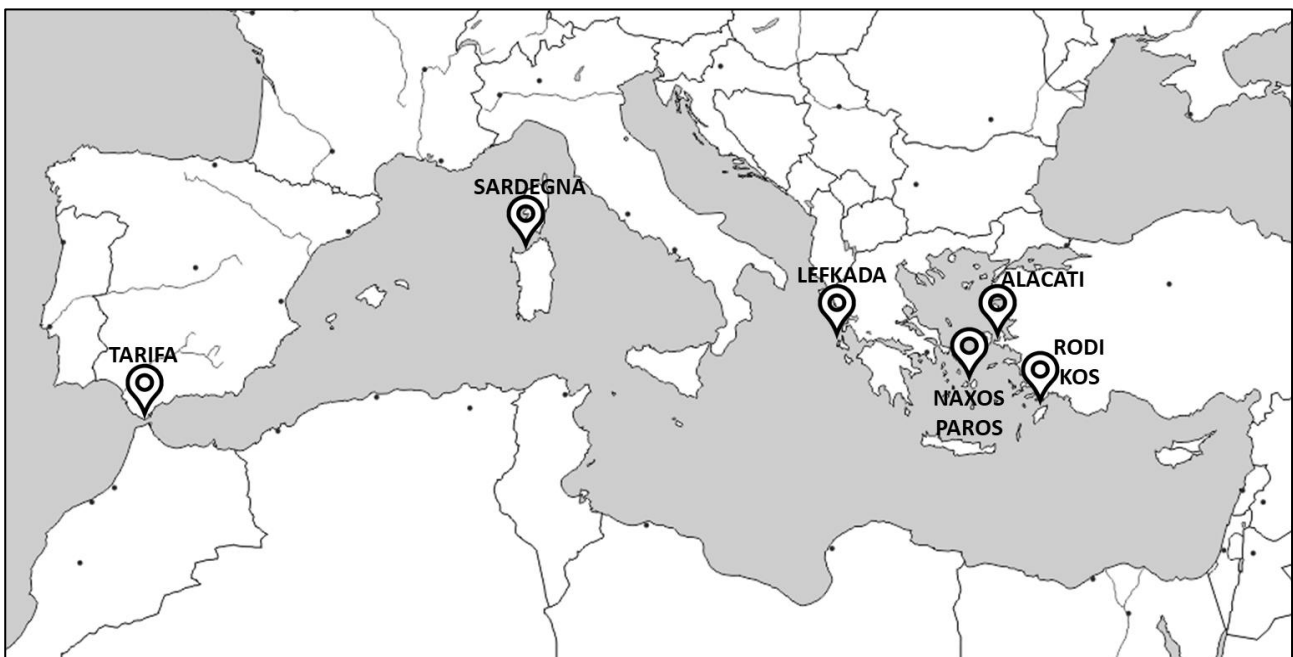 SARDEGNA
LEFKADA
ALACATI
TARIFA
RODI
KOS
NAXOS
PAROS